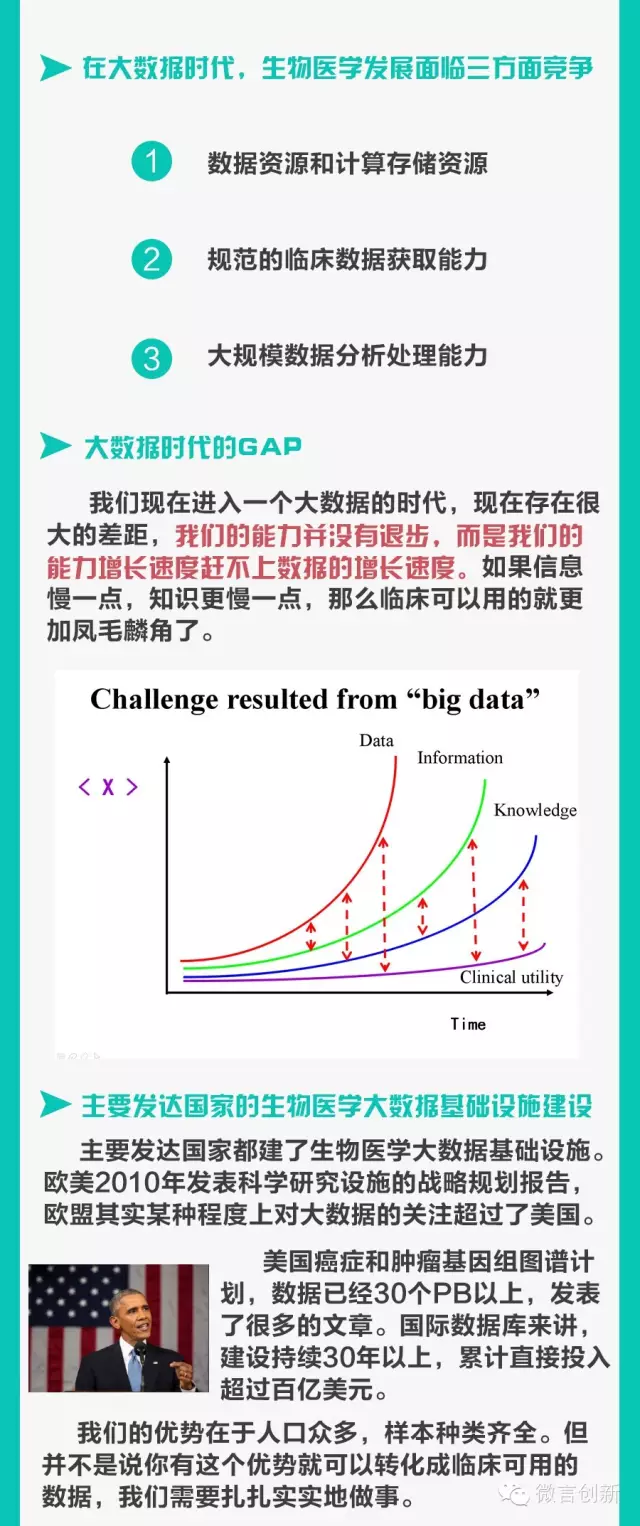 在大数据时代，生物医学发展面临三方面竞争
1 数据资源和计算存储资源
2 规范的临床数据获取能力
3 大规模数据分析处理能力
大数据时代的GAP
我们现在进入一个大数据的时代，现在存在很
大的差距，我们的能力并没有退步，而是我们的
能力增长速度赶不上数据的增长速度。如果信息
慢一点，知识更慢一点，那么临床可以用的就更
加凤毛麟角了。
Challenge resulted from “big data”
Data
Information
< X >
Knowledge
Clinical utility
Time
主要发达国家的生物医学大数据基础设施建设
主要发达国家都建了生物医学大数据基础设施。
欧美2010年发表科学研究设施的战略规划报告，
欧盟其实某种程度上对大数据的关注超过了美国。
美国癌症和肿瘤基因组图谱计
划，数据已经30个PB以上，发表
了很多的文章。国际数据库来讲，
建设持续30年以上，累计直接投入
超过百亿美元。
我们的优势在于人口众多，样本种类齐全。但
并不是说你有这个优势就可以转化成临床可用的
数据，我们需要扎扎实实地做事。
微言创新